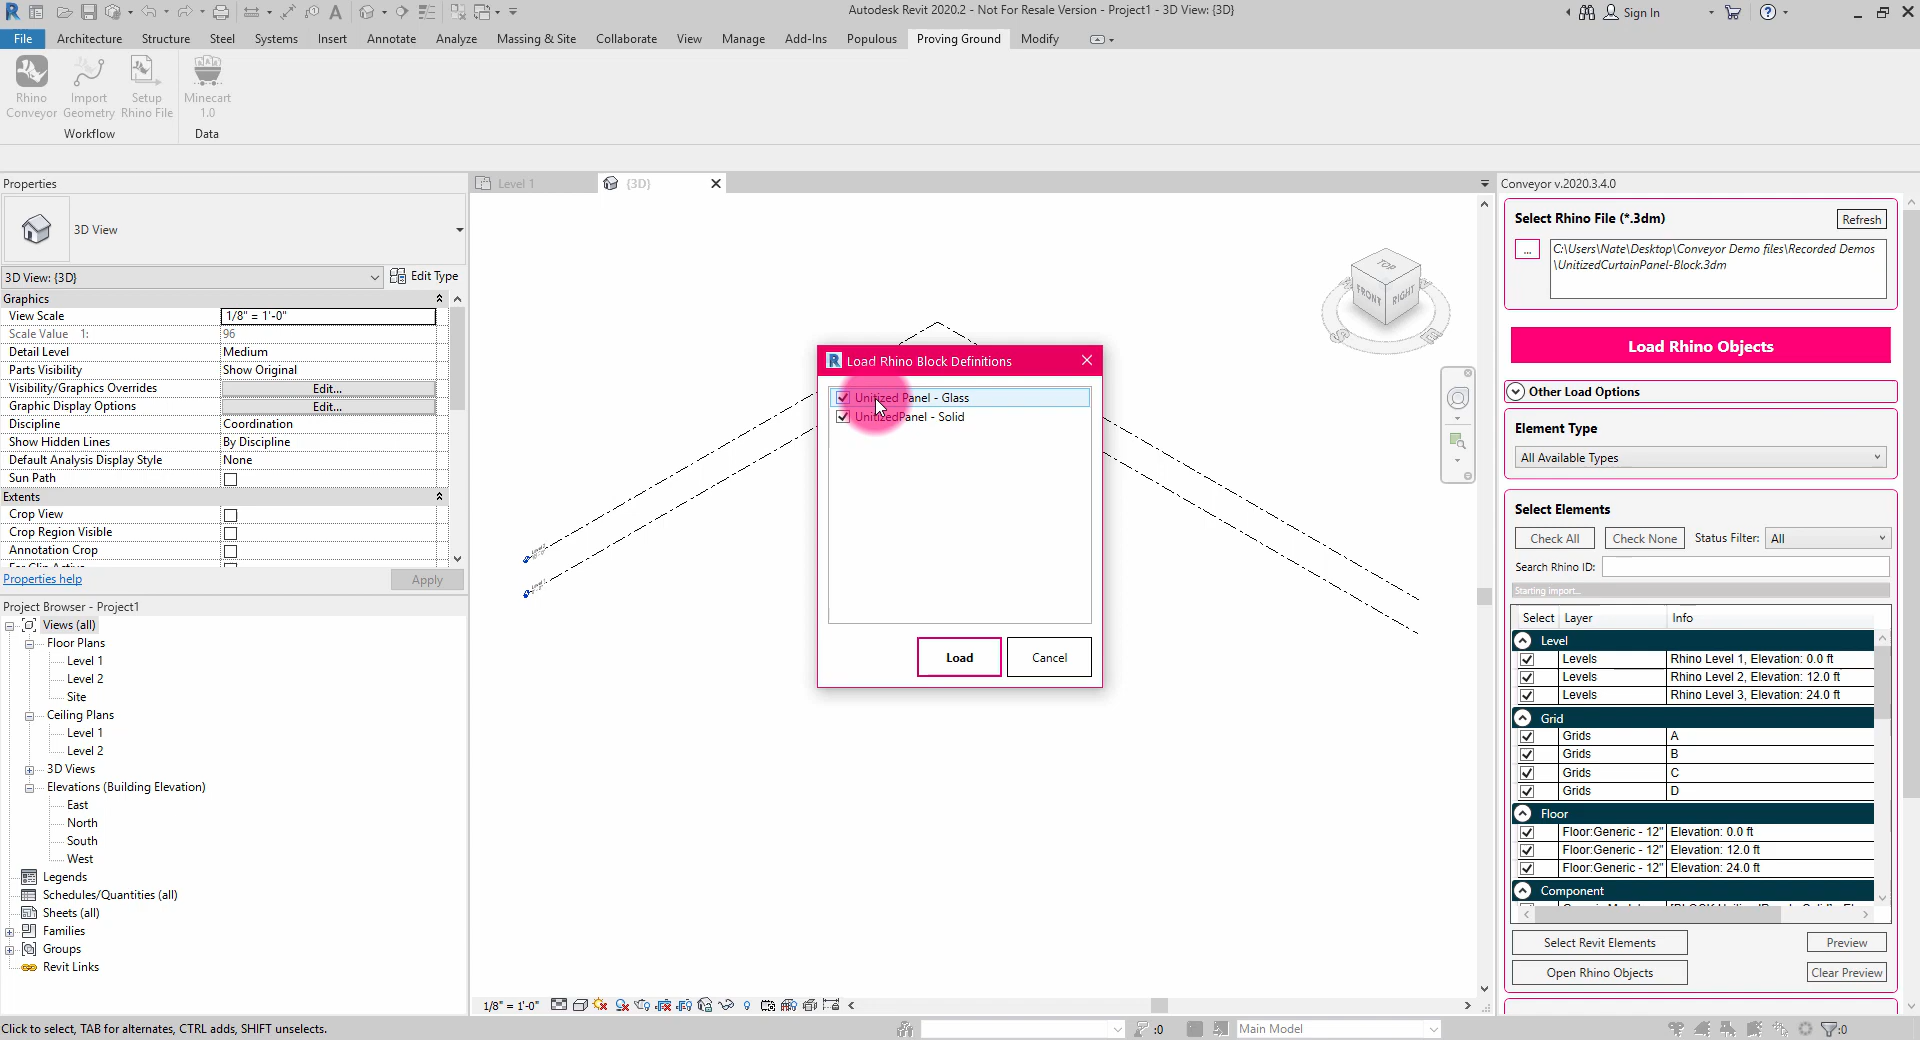 Autodesk Revit 2020.2 - Not For Resale Version - Project1 - 3D View: {3D}
Sign In
File Architecture Structure Steel Systems Insert Annotate Analyze Massing & Site Collaborate View Manage Add-Ins Populous Proving Ground Modify
Rhino Conveyor
Import Geometry
Setup Rhino File
Minecart 1.0
Workflow
Data
Properties
3D View
3D View: {3D}
Edit Type
Graphics
View Scale 1/8" = 1'-0"
Scale Value 1: 96
Detail Level Medium
Parts Visibility Show Original
Visibility/Graphics Overrides Edit...
Graphic Display Options Edit...
Discipline Coordination
Show Hidden Lines By Discipline
Default Analysis Display Style None
Sun Path
Extents
Crop View
Crop Region Visible
Annotation Crop
Properties help
Apply
Project Browser - Project1
Views (all)
Floor Plans
Level 1
Level 2
Site
Ceiling Plans
Level 1
Level 2
3D Views
Elevations (Building Elevation)
East
North
South
West
Legends
Schedules/Quantities (all)
Sheets (all)
Families
Groups
Revit Links
Level 1
{3D}
TOP
FRONT
RIGHT
Load Rhino Block Definitions
Unitized Panel - Glass
UnitizedPanel - Solid
Load
Cancel
1/8" = 1'-0"
Conveyor v.2020.3.4.0
Select Rhino File (*.3dm)
Refresh
...
C:\Users\Nate\Desktop\Conveyor Demo files\Recorded Demos
\UnitizedCurtainPanel-Block.3dm
Load Rhino Objects
Other Load Options
Element Type
All Available Types
Select Elements
Check All
Check None
Status Filter: All
Search Rhino ID:
Starting import...
Select Layer Info
Level
Levels Rhino Level 1, Elevation: 0.0 ft
Levels Rhino Level 2, Elevation: 12.0 ft
Levels Rhino Level 3, Elevation: 24.0 ft
Grid
Grids A
Grids B
Grids C
Grids D
Floor
Floor:Generic - 12" Elevation: 0.0 ft
Floor:Generic - 12" Elevation: 12.0 ft
Floor:Generic - 12" Elevation: 24.0 ft
Component
Select Revit Elements
Preview
Open Rhino Objects
Clear Preview
Click to select, TAB for alternates, CTRL adds, SHIFT unselects.
:0
Main Model
:0